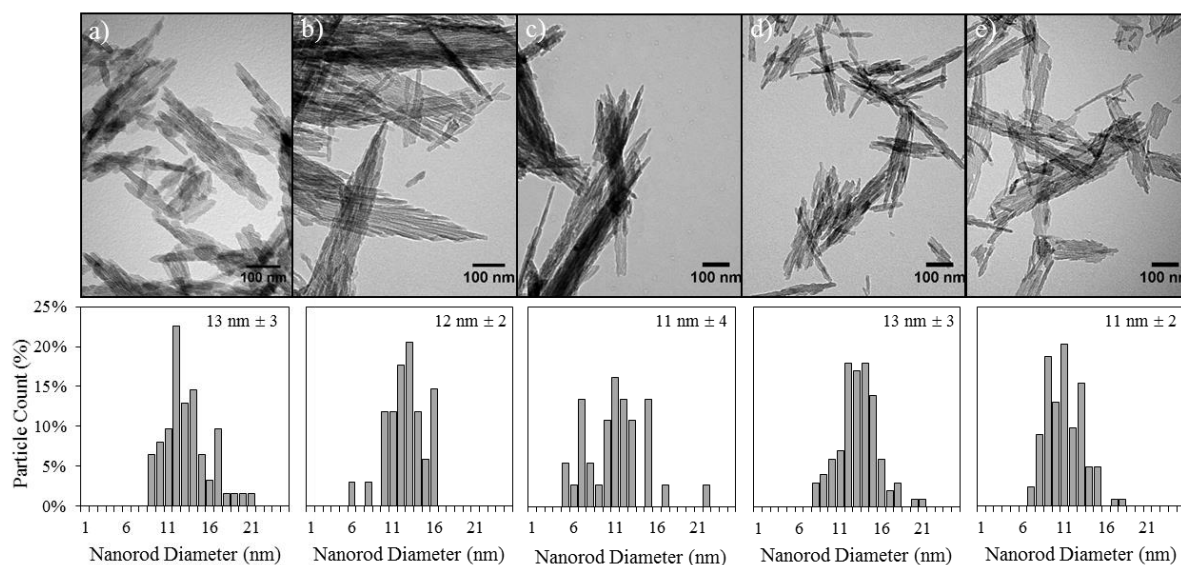 a) b) c) d) e)
100 nm 100 nm 100 nm 100 nm 100 nm
25% 20% 15% 10% 5% 0%
Particle Count (%)
13 nm ± 3 12 nm ± 2 11 nm ± 4 13 nm ± 3 11 nm ± 2
1 6 11 16 21 1 6 11 16 21 1 6 11 16 21 1 6 11 16 21 1 6 11 16 21
Nanorod Diameter (nm) Nanorod Diameter (nm) Nanorod Diameter (nm) Nanorod Diameter (nm) Nanorod Diameter (nm)